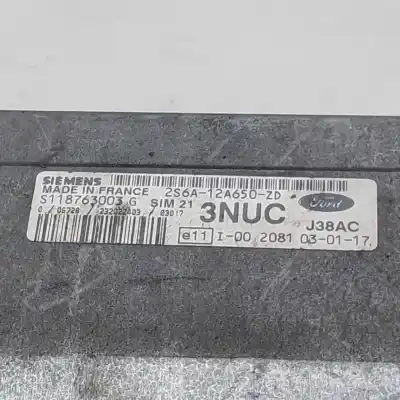 SIEMENS
MADE IN FRANCE 2S6A-12A650-ZD
S118763003 G SIM 21 3NUC Ford
J38AC
e11 I-00 2081 03-01-17